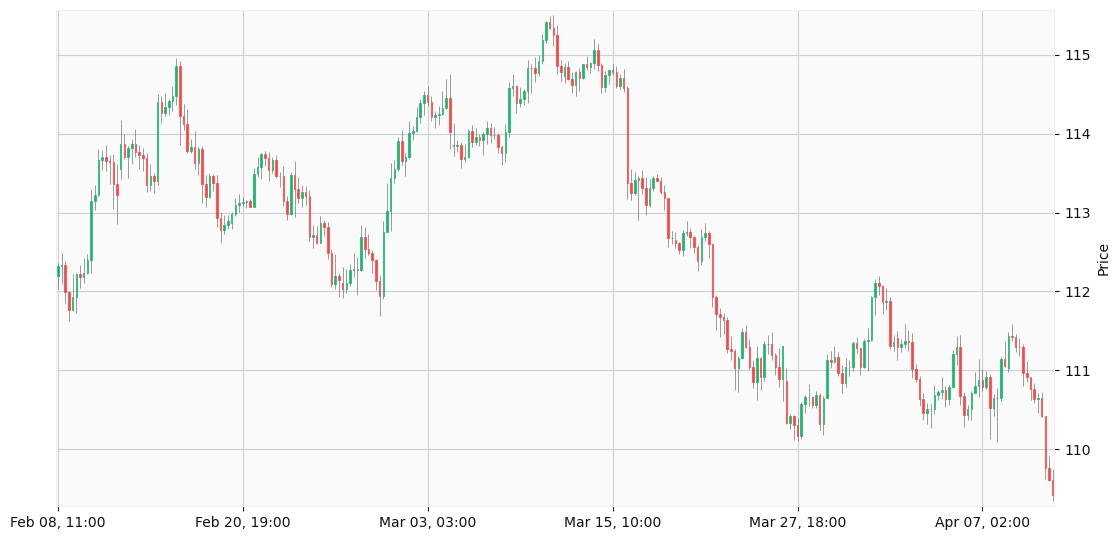 115
114
113
112
111
110
Price
Feb 08, 11:00
Feb 20, 19:00
Mar 03, 03:00
Mar 15, 10:00
Mar 27, 18:00
Apr 07, 02:00